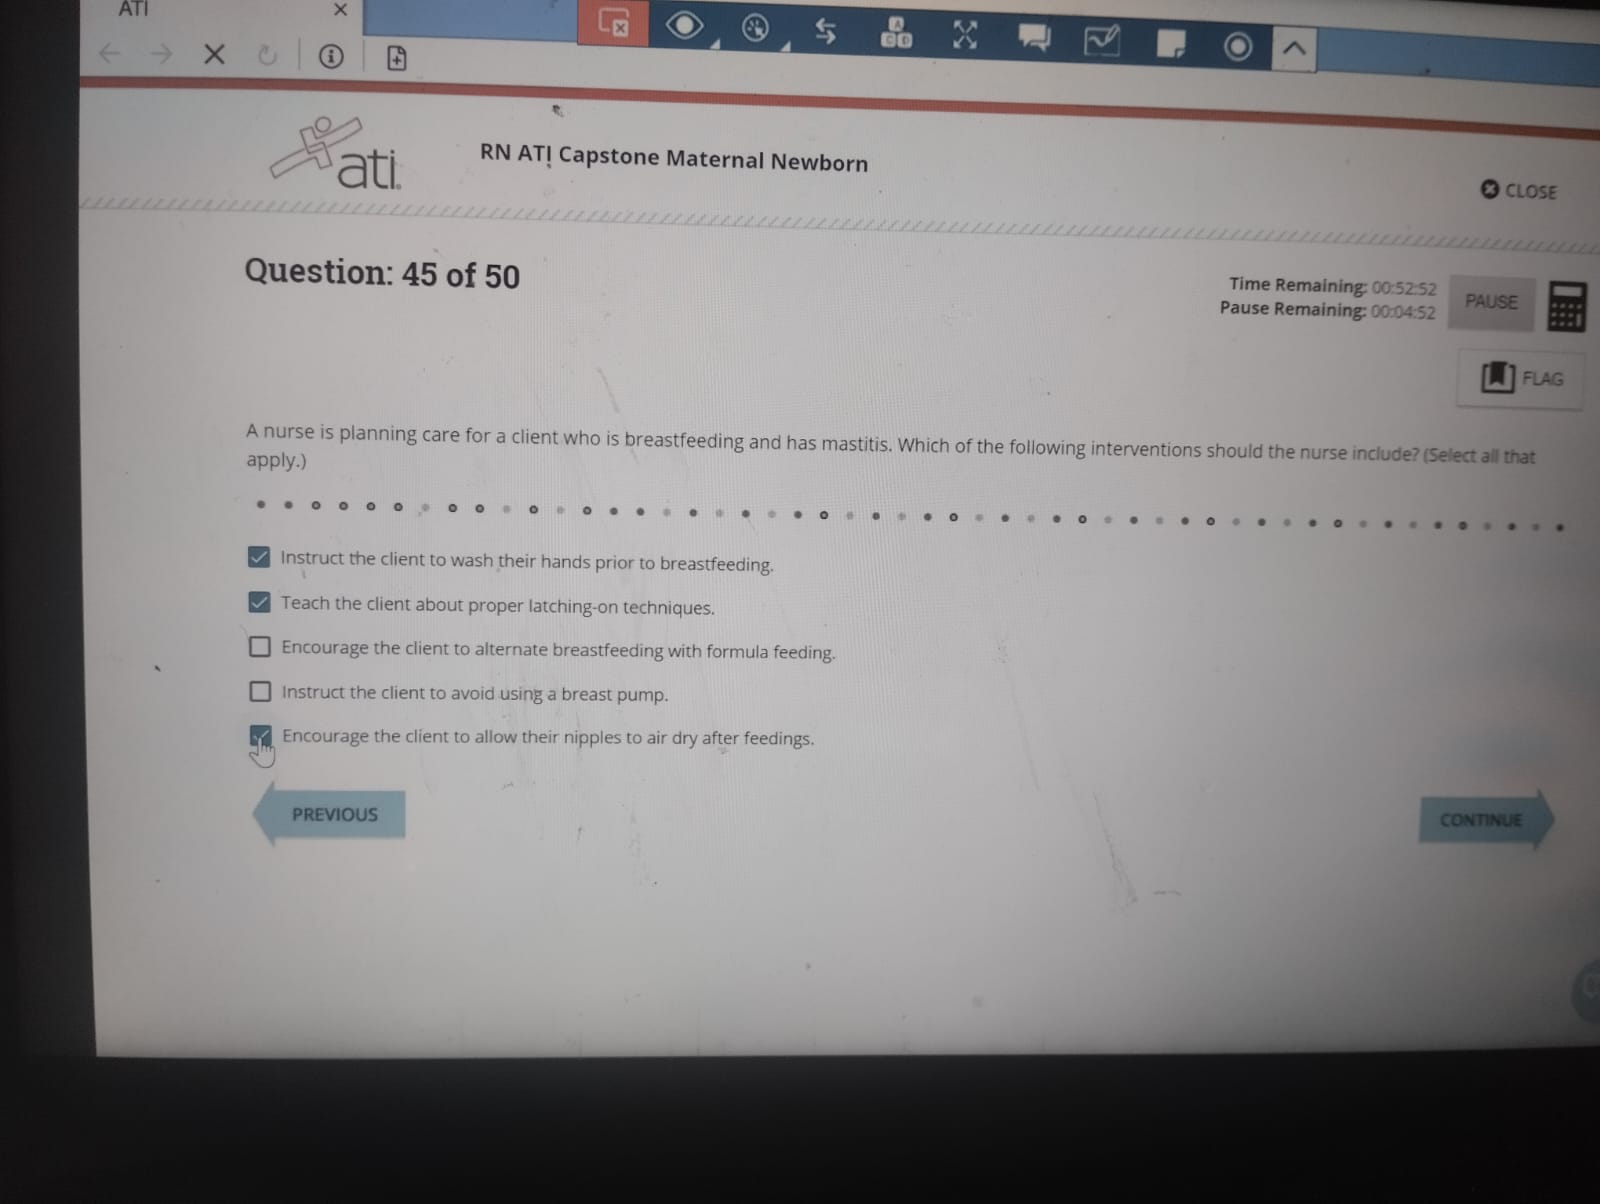 ATI
ati.
RN ATI Capstone Maternal Newborn
CLOSE
Question: 45 of 50
Time Remaining: 00:52:52
Pause Remaining: 00:04:52
PAUSE
FLAG
A nurse is planning care for a client who is breastfeeding and has mastitis. Which of the following interventions should the nurse include? (Select all that
apply.)
Instruct the client to wash their hands prior to breastfeeding.
Teach the client about proper latching-on techniques.
Encourage the client to alternate breastfeeding with formula feeding.
Instruct the client to avoid using a breast pump.
Encourage the client to allow their nipples to air dry after feedings.
PREVIOUS
CONTINUE